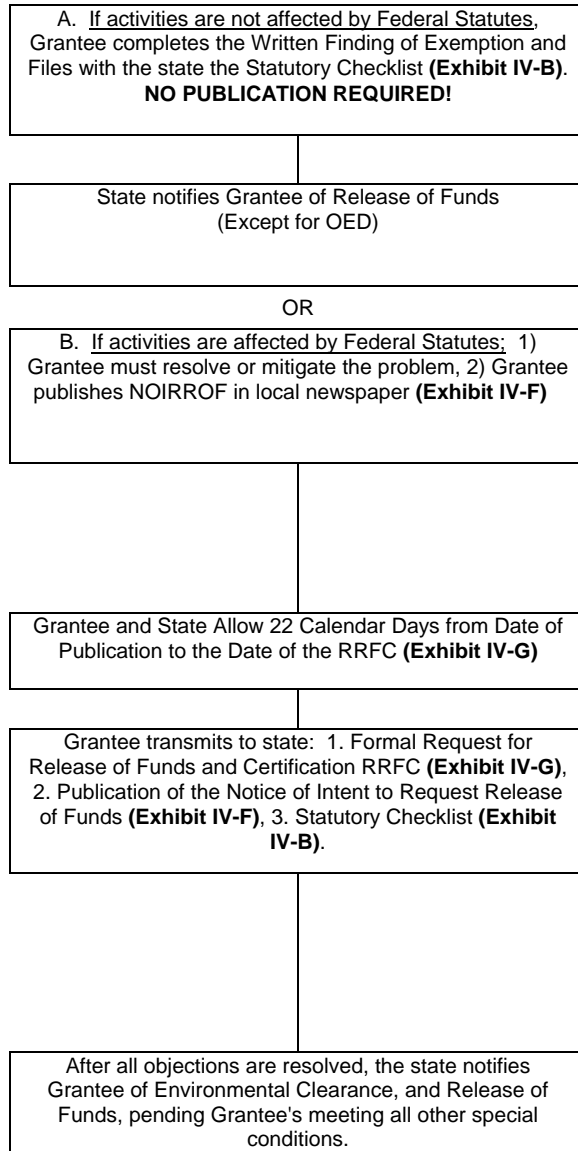 A. If activities are not affected by Federal Statutes,
Grantee completes the Written Finding of Exemption and
Files with the state the Statutory Checklist (Exhibit IV-B).
NO PUBLICATION REQUIRED!
State notifies Grantee of Release of Funds
(Except for OED)
OR
B. If activities are affected by Federal Statutes; 1)
Grantee must resolve or mitigate the problem, 2) Grantee
publishes NOIRROF in local newspaper (Exhibit IV-F)
Grantee and State Allow 22 Calendar Days from Date of
Publication to the Date of the RRFC (Exhibit IV-G)
Grantee transmits to state: 1. Formal Request for
Release of Funds and Certification RRFC (Exhibit IV-G),
2. Publication of the Notice of Intent to Request Release
of Funds (Exhibit IV-F), 3. Statutory Checklist (Exhibit
IV-B).
After all objections are resolved, the state notifies
Grantee of Environmental Clearance, and Release of
Funds, pending Grantee's meeting all other special
conditions.